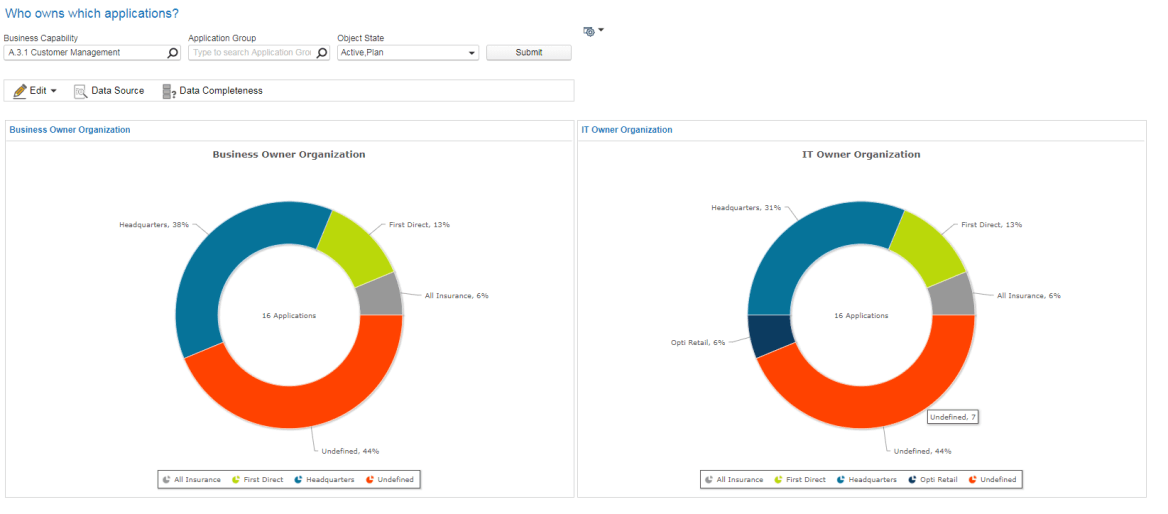 Who owns which applications?
Business Capability
Application Group
Object State
A.3.1 Customer Management
Type to search Application Gro
Active,Plan
Submit
Edit
Data Source
Data Completeness
Business Owner Organization
Business Owner Organization
Headquarters, 38%
First Direct, 13%
All Insurance, 6%
16 Applications
Undefined, 44%
All Insurance First Direct Headquarters Undefined
IT Owner Organization
IT Owner Organization
Headquarters, 31%
First Direct, 13%
All Insurance, 6%
16 Applications
Opti Retail, 6%
Undefined, 7
Undefined, 44%
All Insurance First Direct Headquarters Opti Retail Undefined